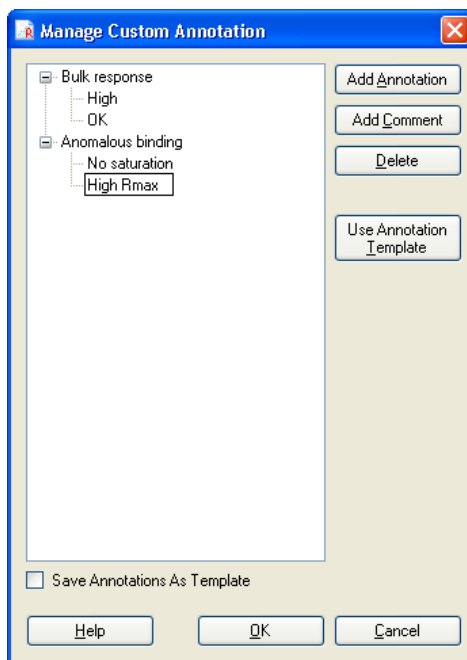 Manage Custom Annotation
Bulk response
High
OK
Anomalous binding
No saturation
High Rmax
Add Annotation
Add Comment
Delete
Use Annotation
Template
Save Annotations As Template
Help
OK
Cancel